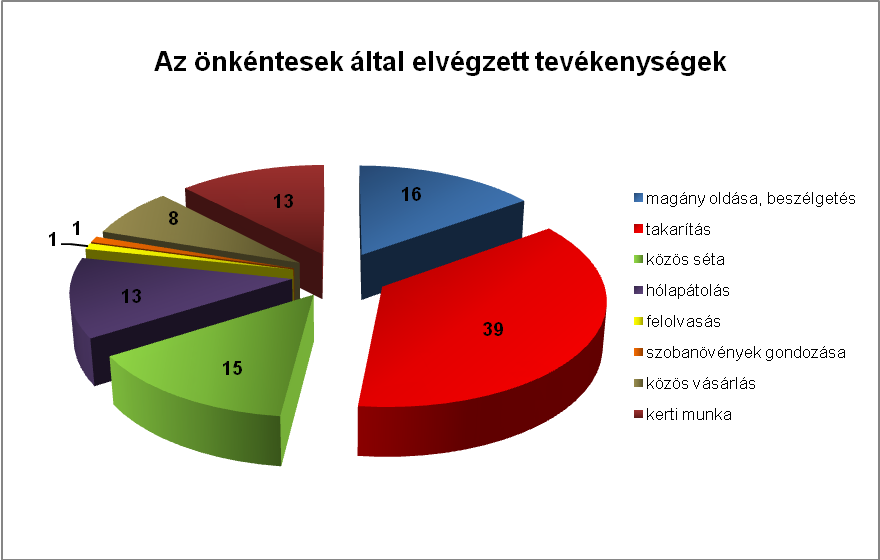 Az önkéntesek által elvégzett tevékenységek
16
39
15
13
1
1
8
13
magány oldása, beszélgetés
takarítás
közös séta
hólapátolás
felolvasás
szobanövények gondozása
közös vásárlás
kerti munka